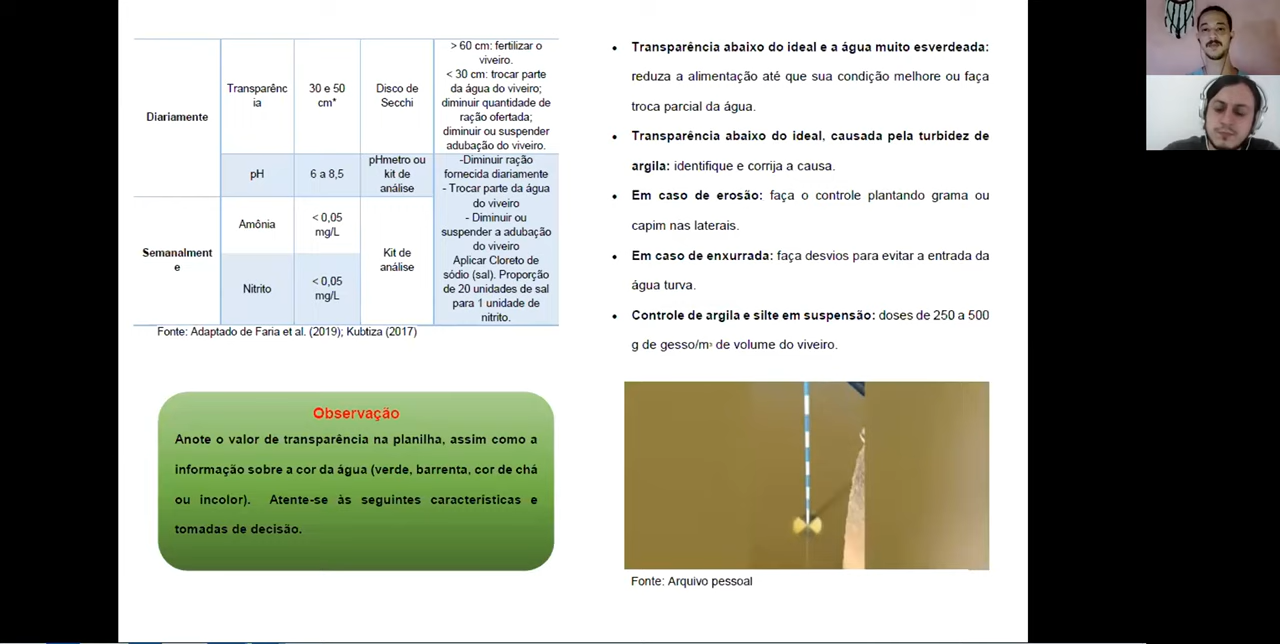 Diariamente
Transparênc
ia
30 e 50
cm*
Disco de
Secchi
> 60 cm: fertilizar o
viveiro.
< 30 cm: trocar parte
da água do viveiro;
diminuir quantidade de
ração ofertada;
diminuir ou suspender
adubação do viveiro.
pH
6 a 8,5
pHmetro ou
kit de
análise
-Diminuir ração
fornecida diariamente
- Trocar parte da água
do viveiro
- Diminuir ou
suspender a adubação
do viveiro
Aplicar Cloreto de
sódio (sal). Proporção
de 20 unidades de sal
para 1 unidade de
nitrito.
Semanalment
e
Amônia
< 0,05
mg/L
Kit de
análise
Nitrito
< 0,05
mg/L
Fonte: Adaptado de Faria et al. (2019); Kubtiza (2017)
Observação
Anote o valor de transparência na planilha, assim como a
informação sobre a cor da água (verde, barrenta, cor de chá
ou incolor). Atente-se às seguintes características e
tomadas de decisão.
• Transparência abaixo do ideal e a água muito esverdeada:
reduza a alimentação até que sua condição melhore ou faça
troca parcial da água.
• Transparência abaixo do ideal, causada pela turbidez de
argila: identifique e corrija a causa.
• Em caso de erosão: faça o controle plantando grama ou
capim nas laterais.
• Em caso de enxurrada: faça desvios para evitar a entrada da
água turva.
• Controle de argila e silte em suspensão: doses de 250 a 500
g de gesso/m³ de volume do viveiro.
Fonte: Arquivo pessoal